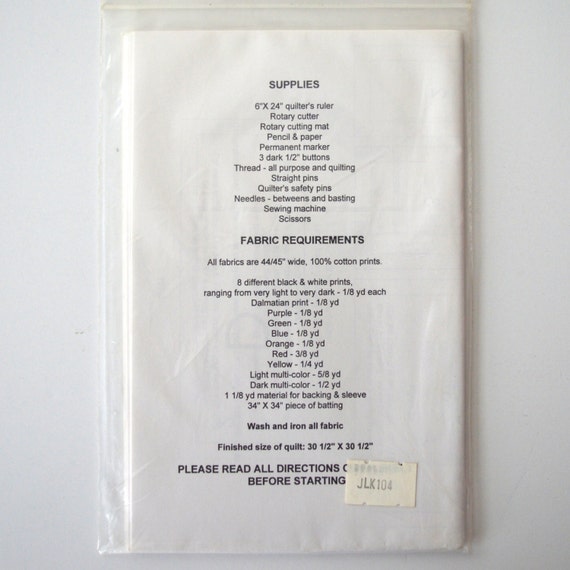 SUPPLIES
6"X 24" quilter's ruler
Rotary cutter
Rotary cutting mat
Pencil & paper
Permanent marker
3 dark 1/2" buttons
Thread - all purpose and quilting
Straight pins
Quilter's safety pins
Needles - betweens and basting
Sewing machine
Scissors
FABRIC REQUIREMENTS
All fabrics are 44/45" wide, 100% cotton prints.
8 different black & white prints,
ranging from very light to very dark - 1/8 yd each
Dalmatian print - 1/8 yd
Purple - 1/8 yd
Green - 1/8 yd
Blue - 1/8 yd
Orange - 1/8 yd
Red - 3/8 yd
Yellow - 1/4 yd
Light multi-color - 5/8 yd
Dark multi-color - 1/2 yd
1 1/8 yd material for backing & sleeve
34" X 34" piece of batting
Wash and iron all fabric
Finished size of quilt: 30 1/2" X 30 1/2"
PLEASE READ ALL DIRECTIONS
BEFORE STARTING
JLK104